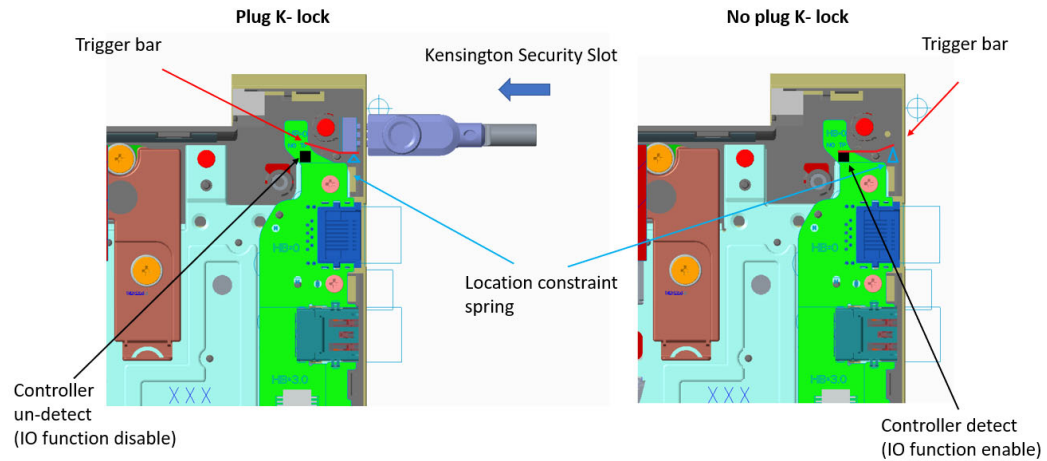 Plug K- lock
No plug K- lock
Trigger bar
Kensington Security Slot
Trigger bar
HB=0
HB=0
Location constraint
spring
HB×3.0
HB×3.0
XXX
XXX
Controller
un-detect
(IO function disable)
Controller detect
(IO function enable)